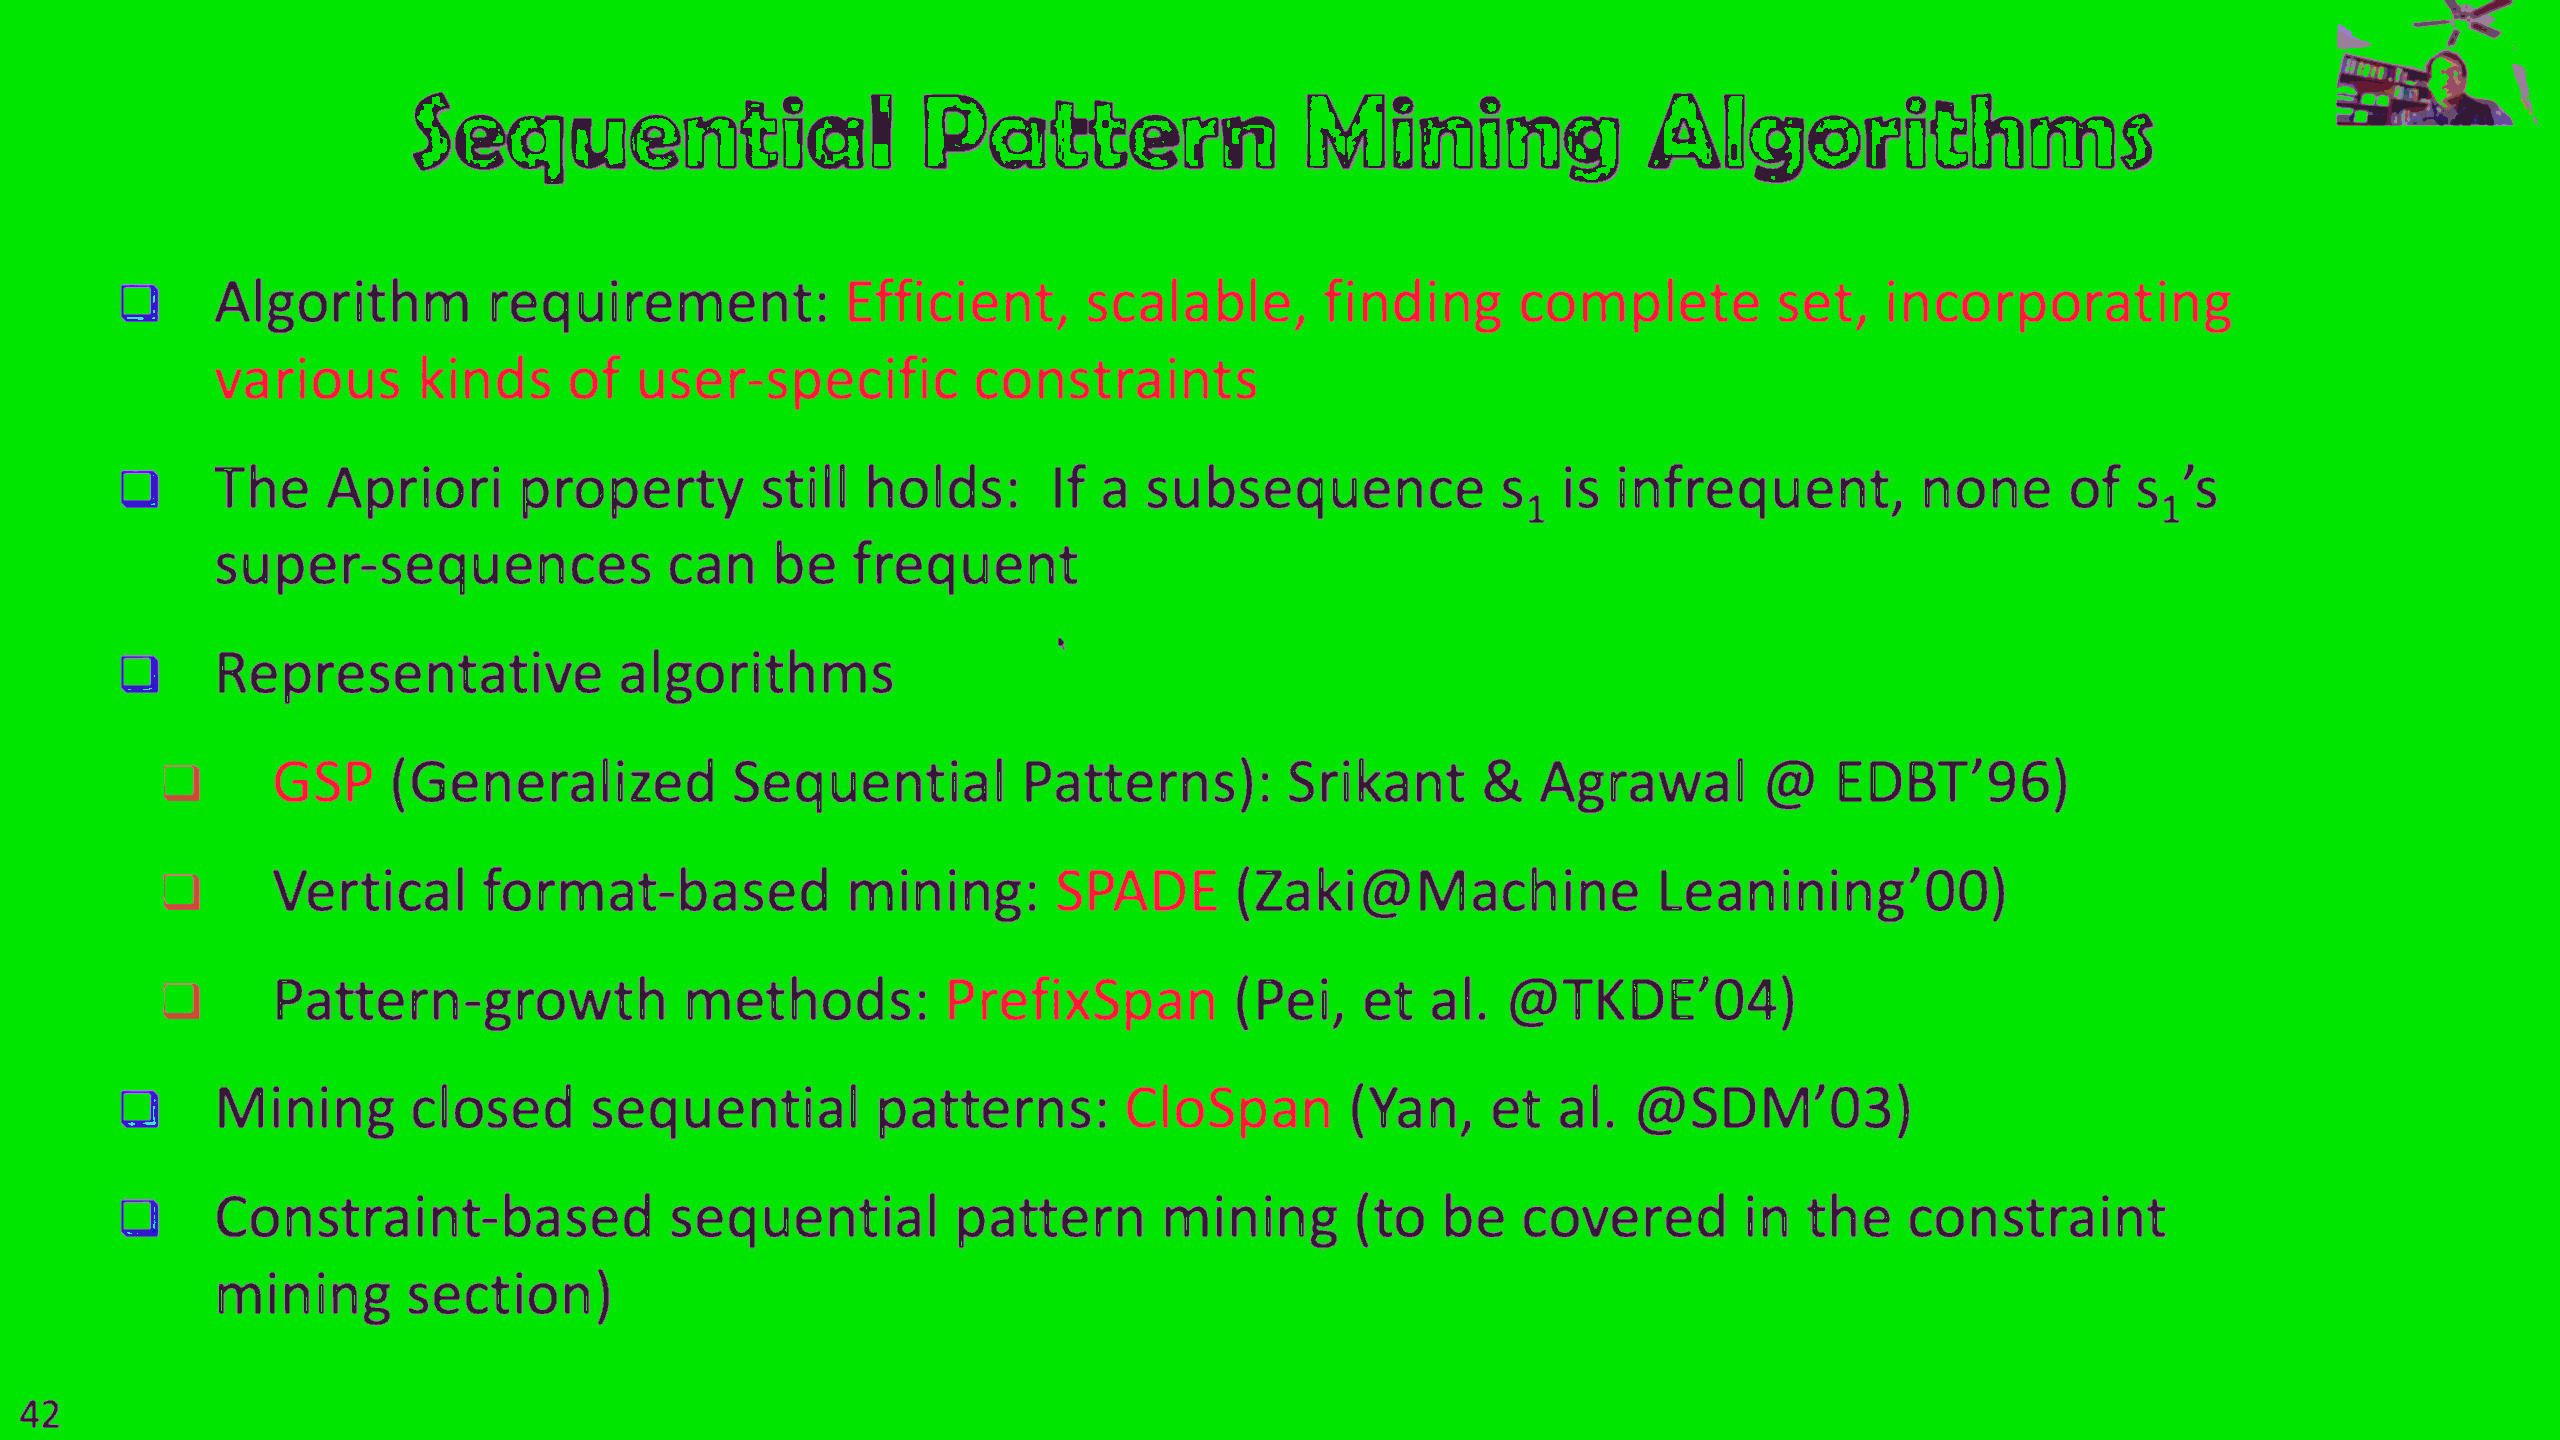 Sequential Pattern Mining Algorithms
Algorithm requirement: Efficient, scalable, finding complete set, incorporating
various kinds of user-specific constraints
The Apriori property still holds: If a subsequence s₁ is infrequent, none of s₁’s
super-sequences can be frequent
Representative algorithms
GSP (Generalized Sequential Patterns): Srikant & Agrawal @ EDBT’96)
Vertical format-based mining: SPADE (Zaki@Machine Leanining’00)
Pattern-growth methods: PrefixSpan (Pei, et al. @TKDE’04)
Mining closed sequential patterns: CloSpan (Yan, et al. @SDM’03)
Constraint-based sequential pattern mining (to be covered in the constraint
mining section)
42